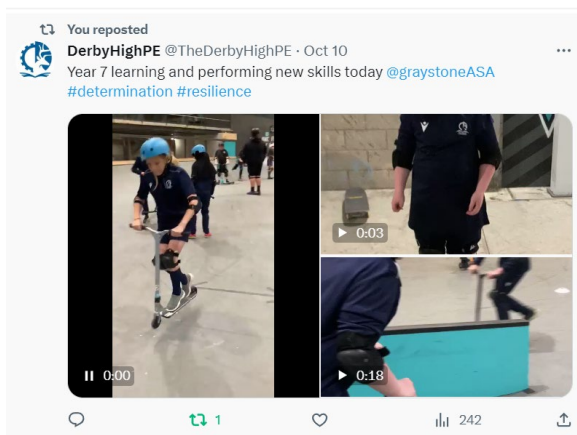 You reposted
DerbyHighPE @TheDerbyHighPE · Oct 10
Year 7 learning and performing new skills today @graystoneASA
#determination #resilience
0:03
0:00
0:18
1
242